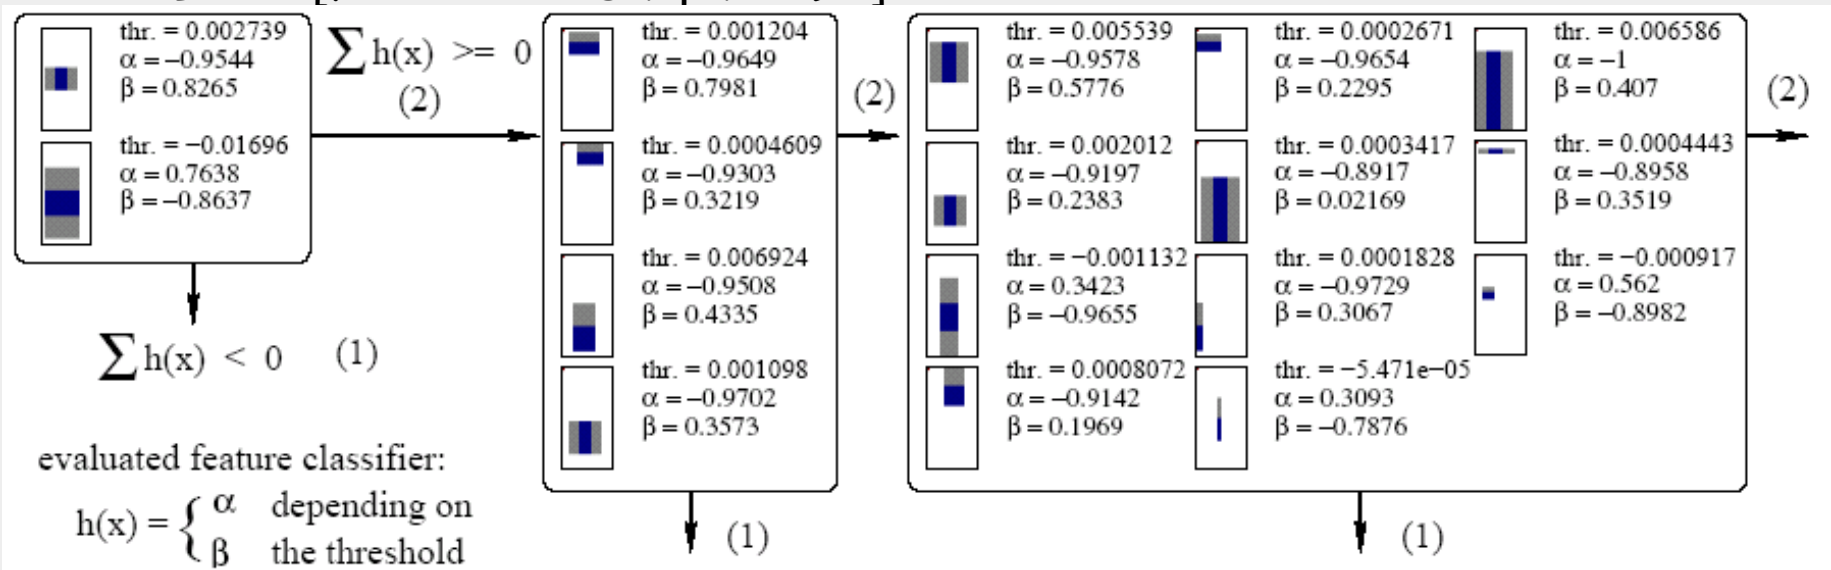 thr. = 0.002739
α = −0.9544
β = 0.8265
thr. = −0.01696
α = 0.7638
β = −0.8637
∑ h(x) >= 0
(2)
∑ h(x) < 0 (1)
evaluated feature classifier:
h(x) = { α depending on
β the threshold
thr. = 0.001204
α = −0.9649
β = 0.7981
thr. = 0.0004609
α = −0.9303
β = 0.3219
thr. = 0.006924
α = −0.9508
β = 0.4335
thr. = 0.001098
α = −0.9702
β = 0.3573
(1)
(2)
thr. = 0.005539
α = −0.9578
β = 0.5776
thr. = 0.002012
α = −0.9197
β = 0.2383
thr. = −0.001132
α = 0.3423
β = −0.9655
thr. = 0.0008072
α = −0.9142
β = 0.1969
thr. = 0.0002671
α = −0.9654
β = 0.2295
thr. = 0.0003417
α = −0.8917
β = 0.02169
thr. = 0.0001828
α = −0.9729
β = 0.3067
thr. = −5.471e−05
α = 0.3093
β = −0.7876
thr. = 0.006586
α = −1
β = 0.407
thr. = 0.0004443
α = −0.8958
β = 0.3519
thr. = −0.000917
α = 0.562
β = −0.8982
(1)
(2)